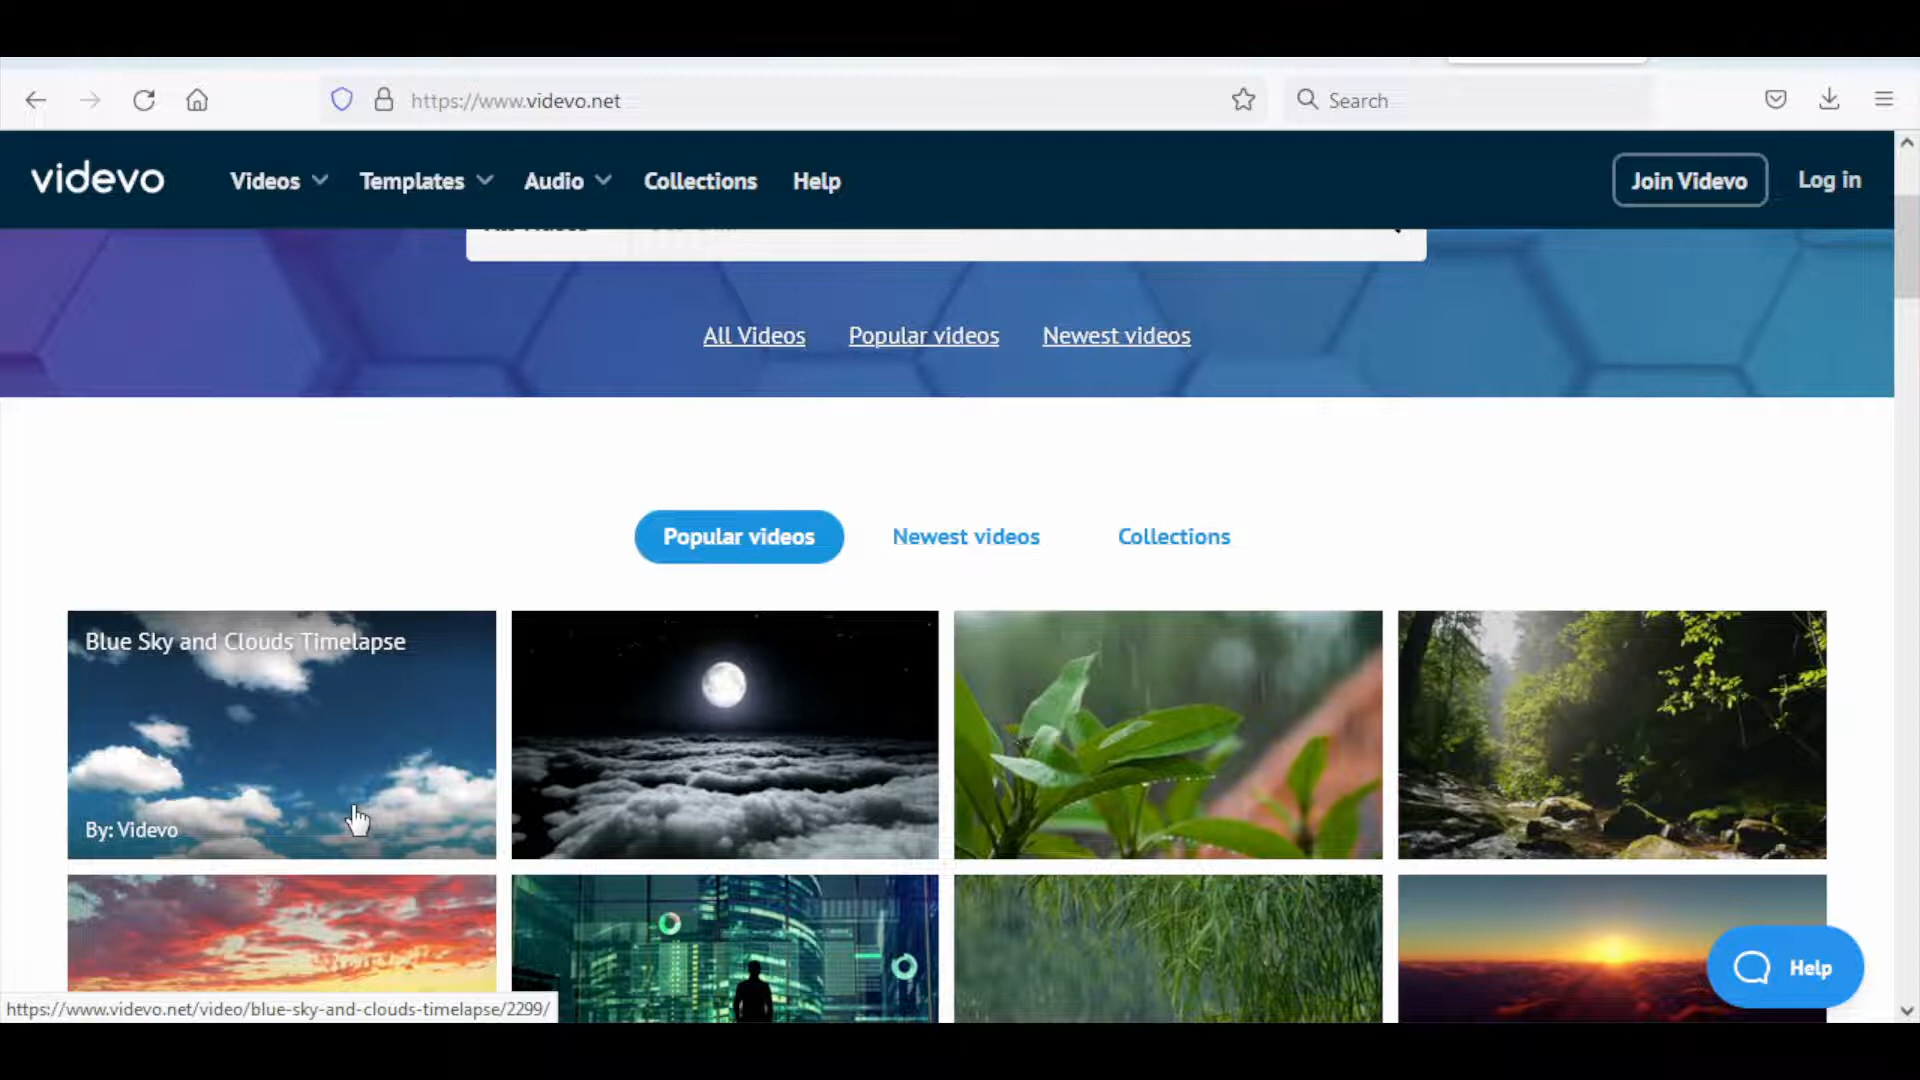 https://www.videvo.net
Search
videvo
Videos
Templates
Audio
Collections
Help
Join Videvo
Log in
All Videos
Popular videos
Newest videos
Popular videos
Newest videos
Collections
Blue Sky and Clouds Timelapse
By: Videvo
Help
https://www.videvo.net/video/blue-sky-and-clouds-timelapse/2299/